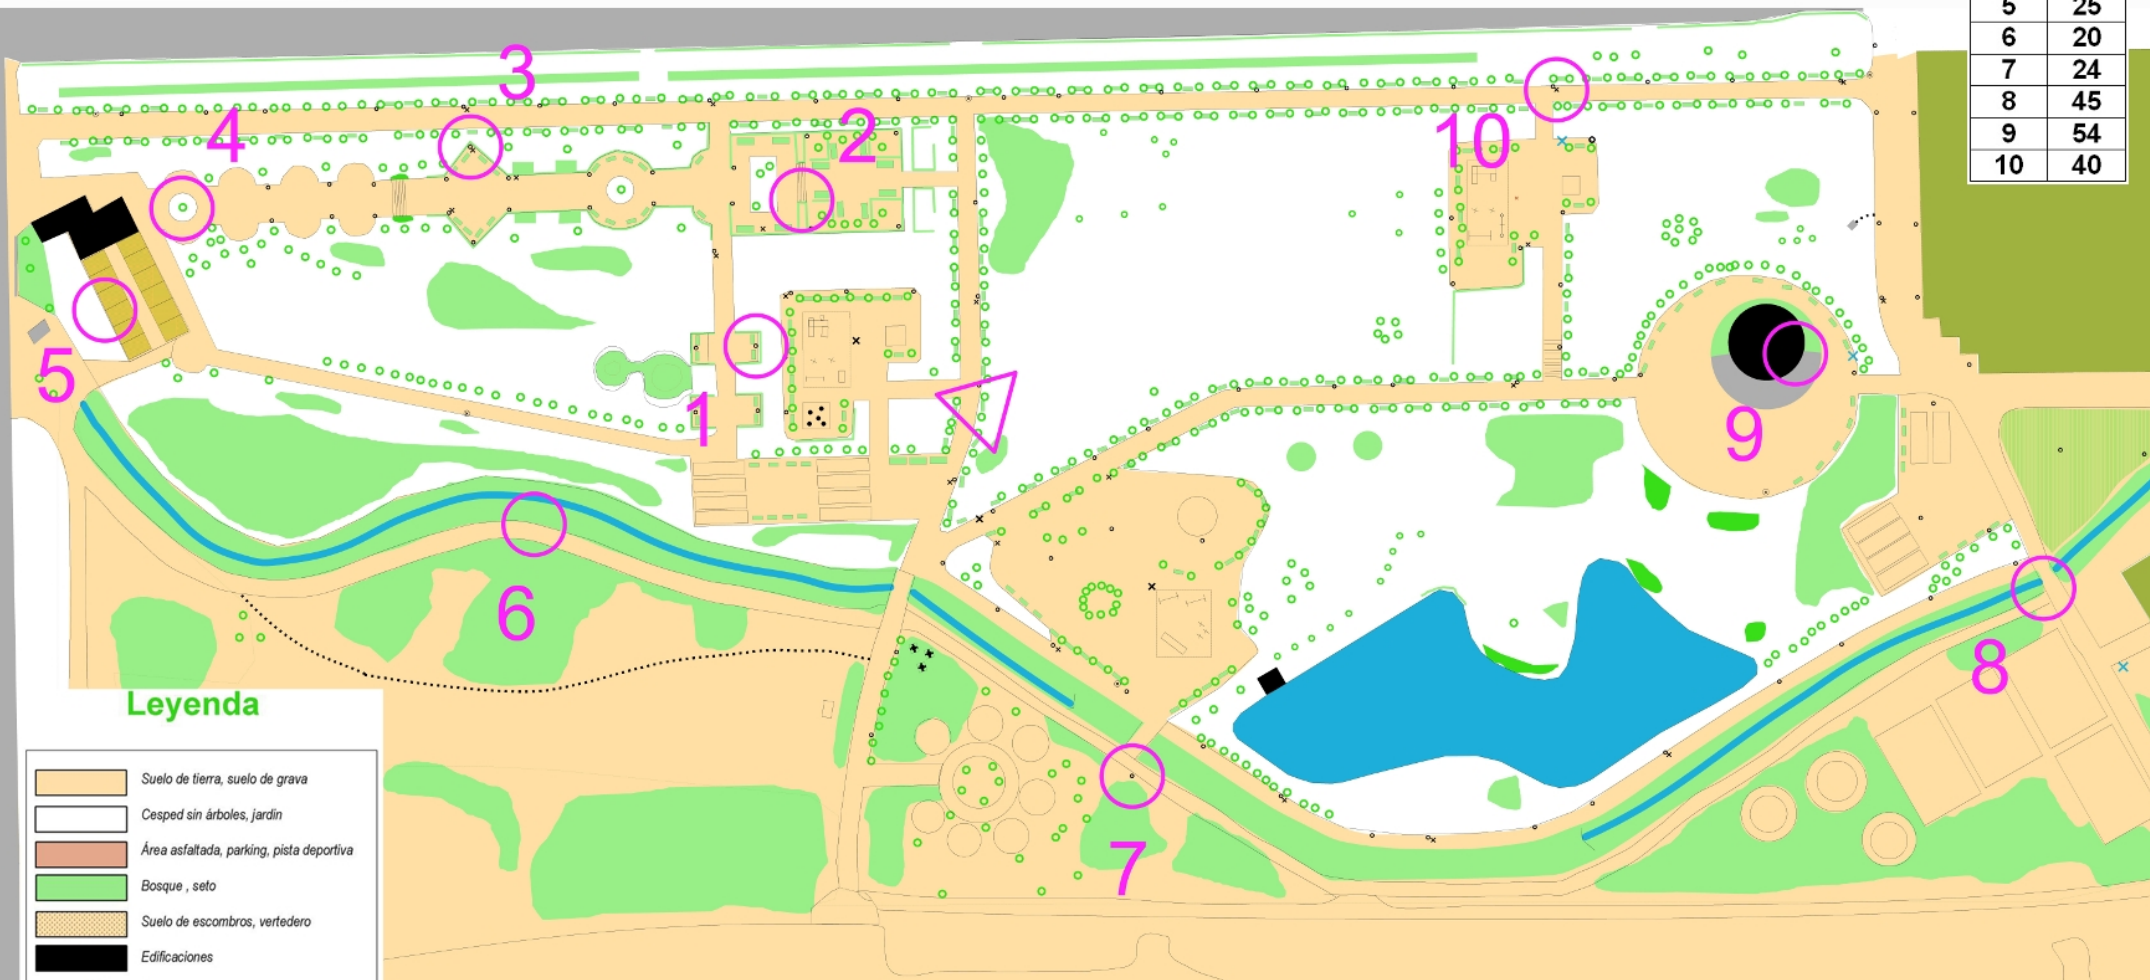 5 25
6 20
7 24
8 45
9 54
10 40
3
4
2
10
5
1
9
6
8
7
Leyenda
Suelo de tierra, suelo de grava
Cesped sin árboles, jardin
Área asfaltada, parking, pista deportiva
Bosque , seto
Suelo de escombros, vertedero
Edificaciones